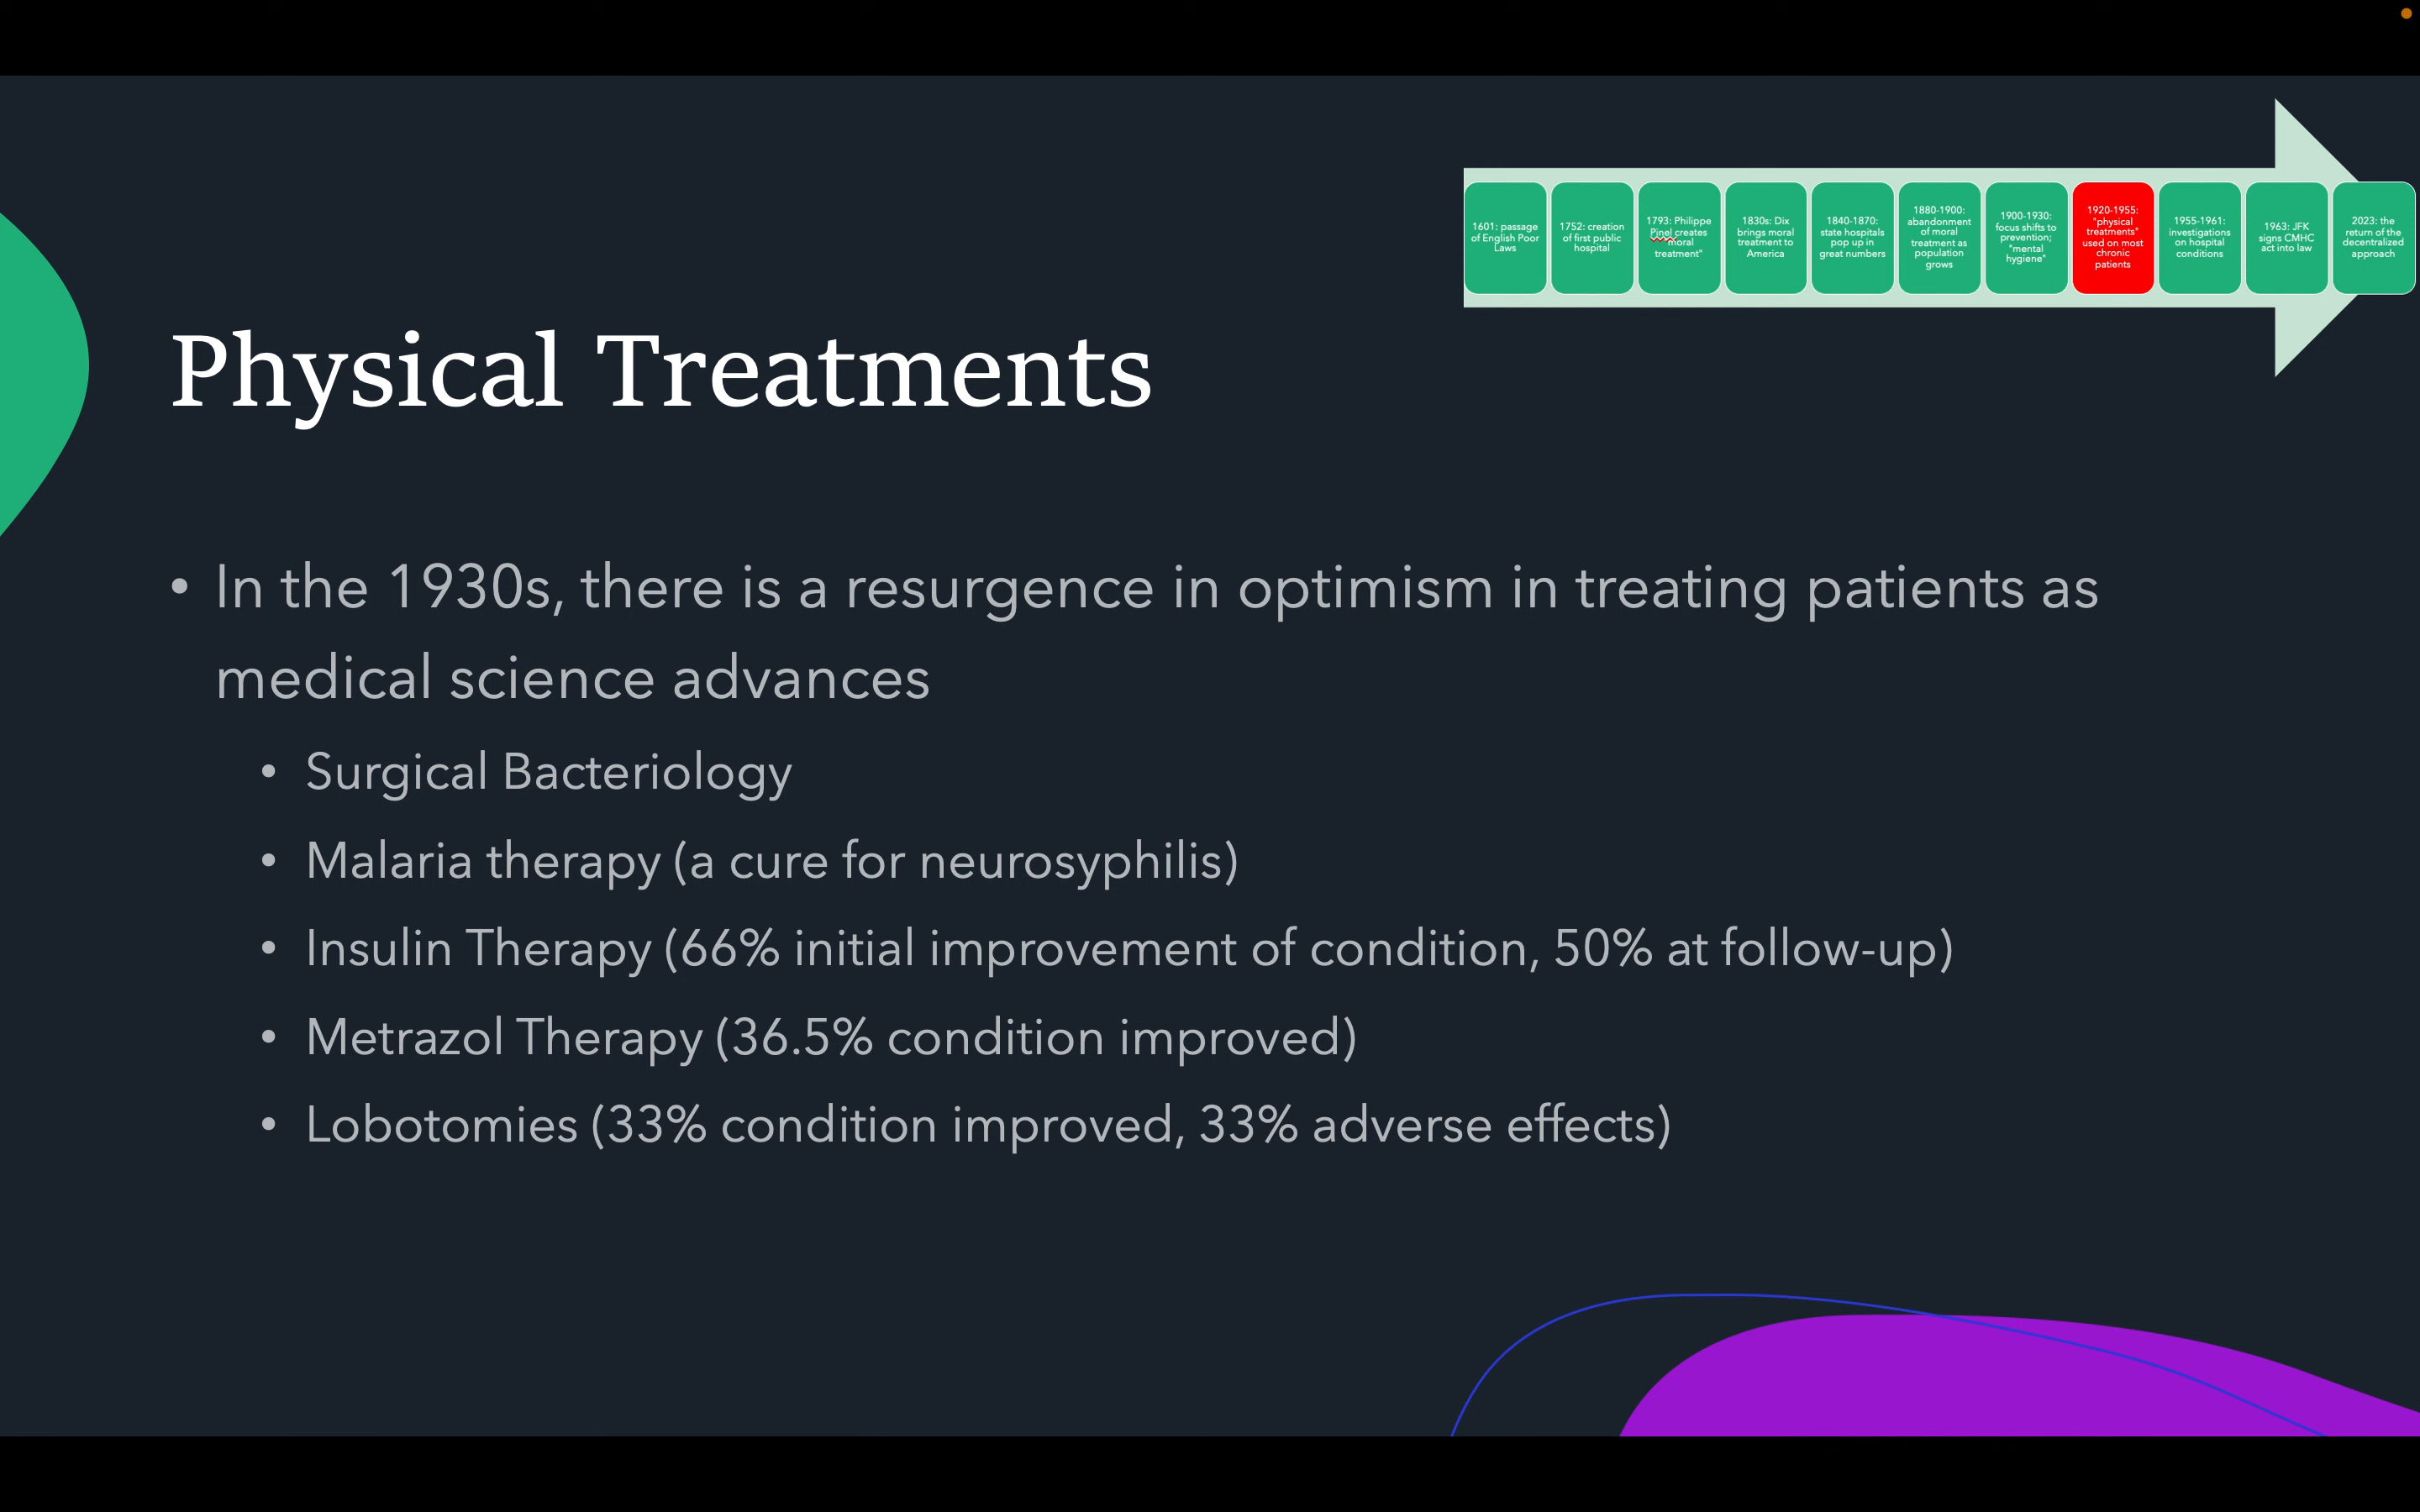 1601: passage
of English Poor
Laws
1752: creation
of first public
hospital
1793: Philippe
Pinel creates
"moral
treatment"
1830s: Dix
brings moral
treatment to
America
1840-1870:
state hospitals
pop up in
great numbers
1880-1900:
abandonment
of moral
treatment as
population
grows
1900-1930:
focus shifts to
prevention;
"mental
hygiene"
1920-1955:
"physical
treatments"
used on most
chronic
patients
1955-1961:
investigations
on hospital
conditions
1963: JFK
signs CMHC
act into law
2023: the
return of the
decentralized
approach
Physical Treatments
• In the 1930s, there is a resurgence in optimism in treating patients as
medical science advances
• Surgical Bacteriology
• Malaria therapy (a cure for neurosyphilis)
• Insulin Therapy (66% initial improvement of condition, 50% at follow-up)
• Metrazol Therapy (36.5% condition improved)
• Lobotomies (33% condition improved, 33% adverse effects)